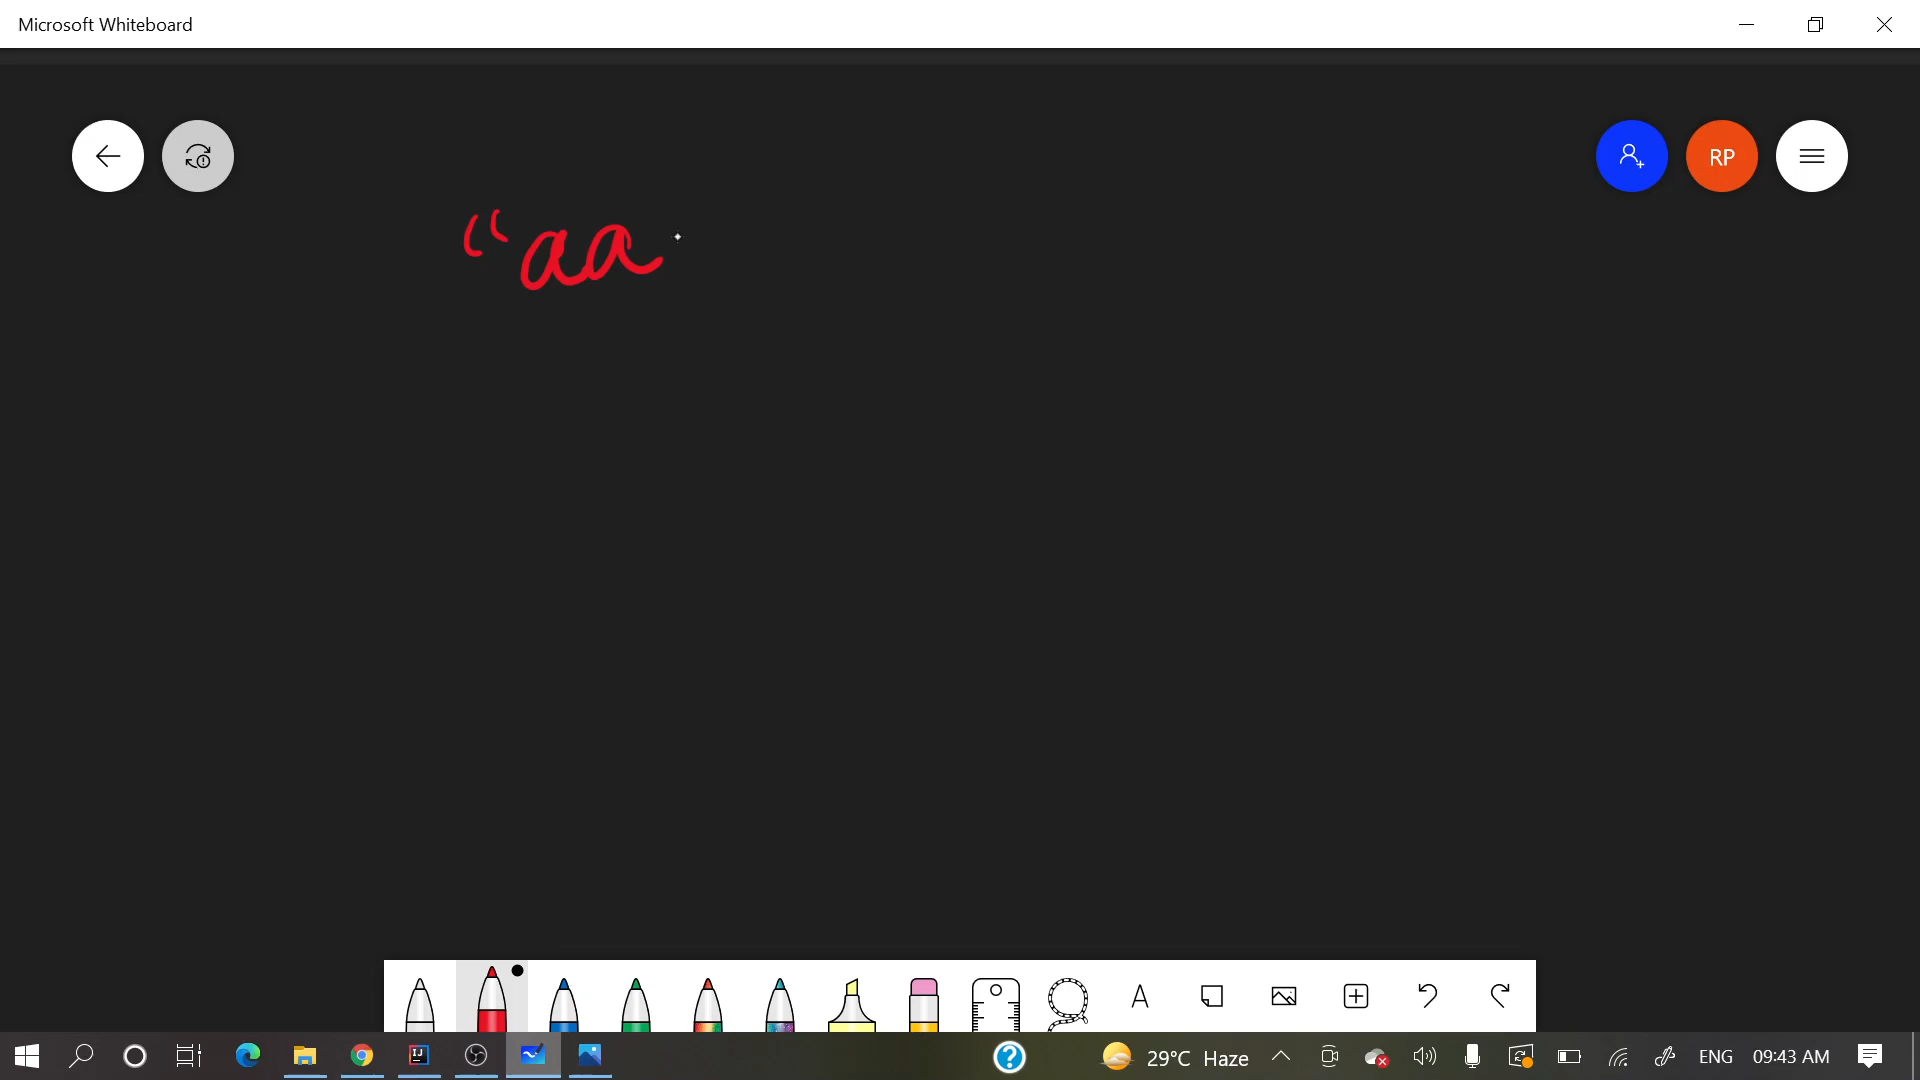 Microsoft Whiteboard
RP
“aa
A
29°C Haze
ENG
09:43 AM